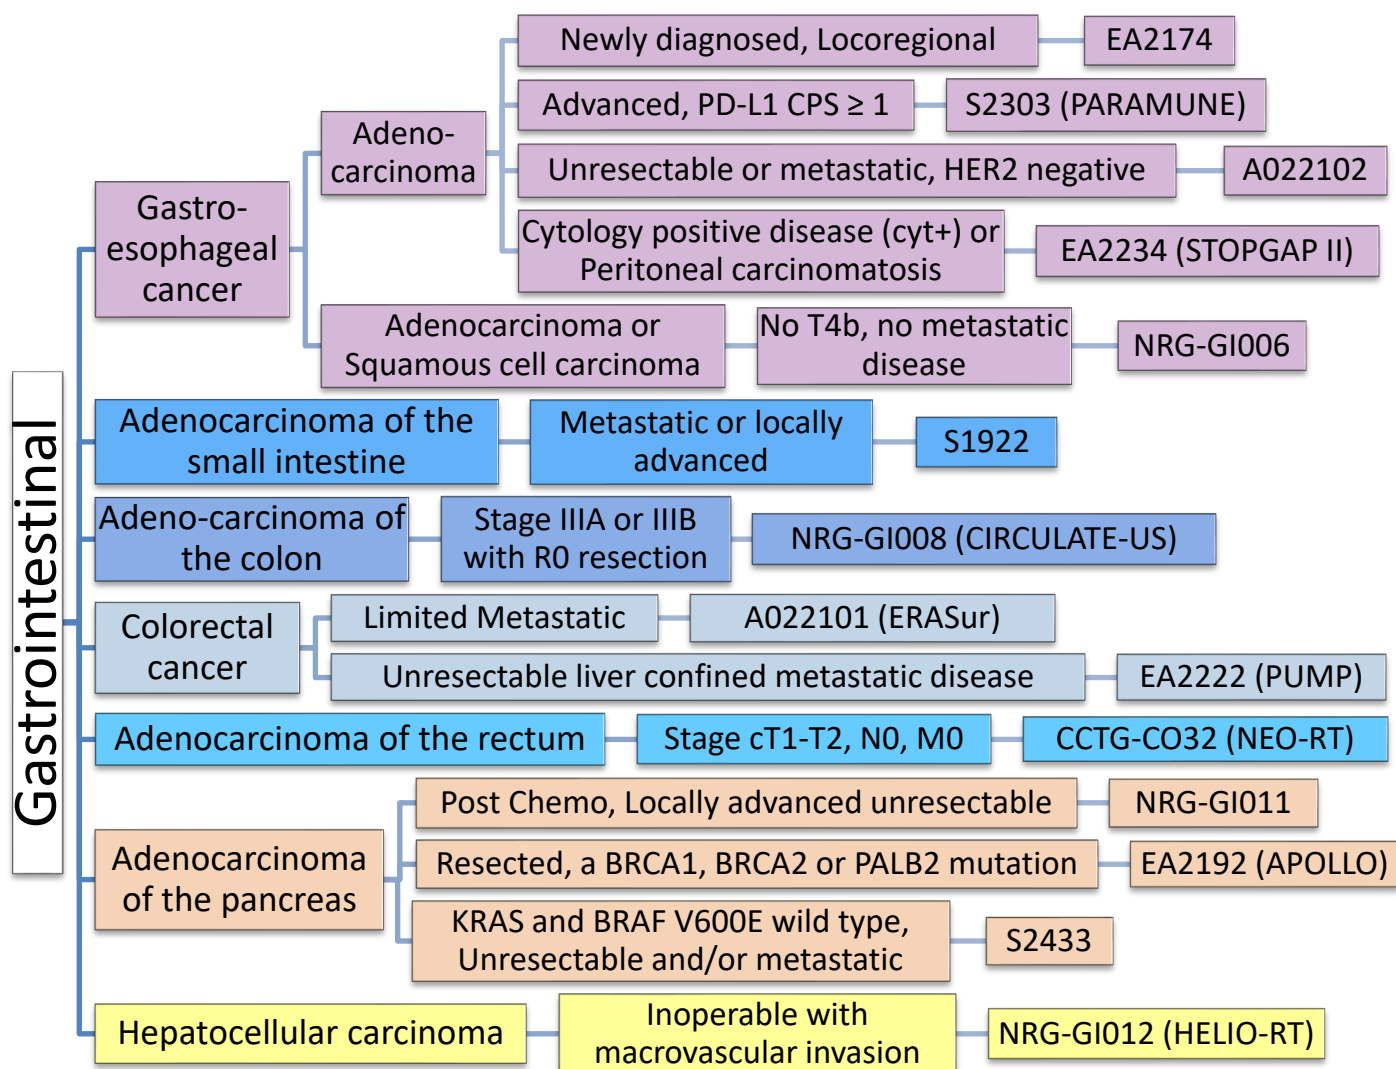 Gastrointestinal
Gastro-
esophageal
cancer
Adeno-
carcinoma
Newly diagnosed, Locoregional
EA2174
Advanced, PD-L1 CPS ≥ 1
S2303 (PARAMUNE)
Unresectable or metastatic, HER2 negative
A022102
Cytology positive disease (cyt+) or
Peritoneal carcinomatosis
EA2234 (STOPGAP II)
Adenocarcinoma or
Squamous cell carcinoma
No T4b, no metastatic
disease
NRG-GI006
Adenocarcinoma of the
small intestine
Metastatic or locally
advanced
S1922
Adeno-carcinoma of
the colon
Stage IIIA or IIIB
with R0 resection
NRG-GI008 (CIRCULATE-US)
Colorectal
cancer
Limited Metastatic
A022101 (ERASur)
Unresectable liver confined metastatic disease
EA2222 (PUMP)
Adenocarcinoma of the rectum
Stage cT1-T2, N0, M0
CCTG-CO32 (NEO-RT)
Adenocarcinoma
of the pancreas
Post Chemo, Locally advanced unresectable
NRG-GI011
Resected, a BRCA1, BRCA2 or PALB2 mutation
EA2192 (APOLLO)
KRAS and BRAF V600E wild type,
Unresectable and/or metastatic
S2433
Hepatocellular carcinoma
Inoperable with
macrovascular invasion
NRG-GI012 (HELIO-RT)